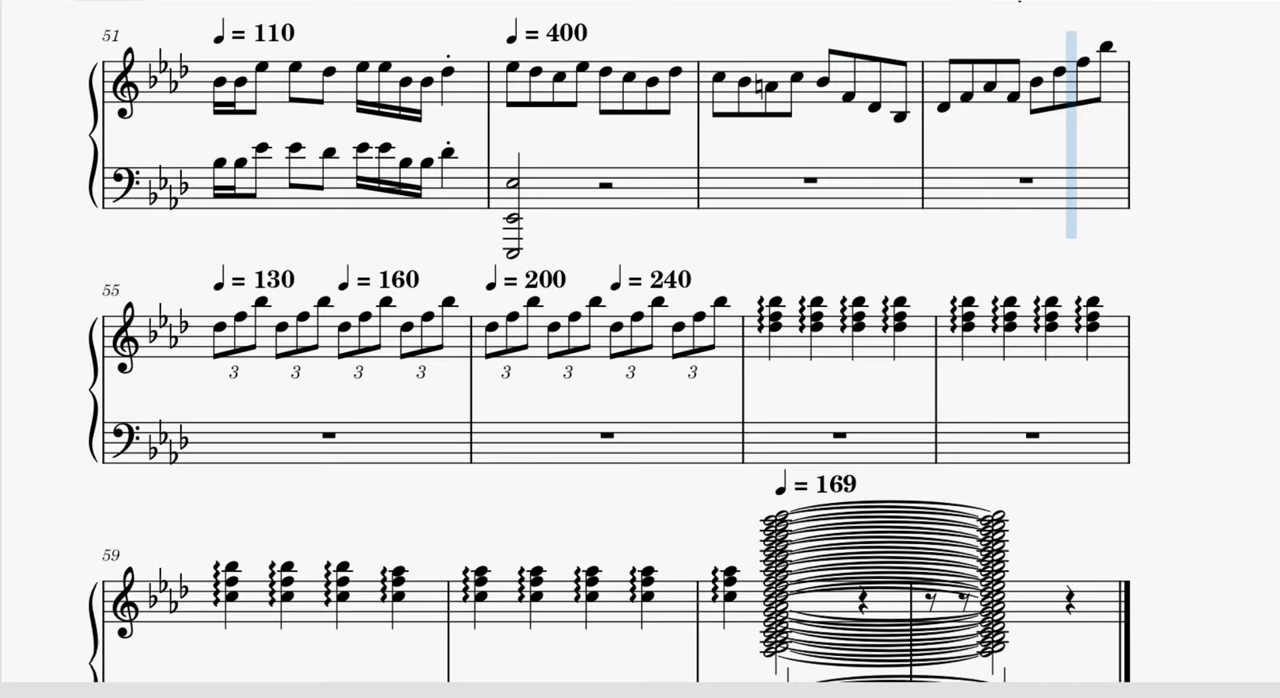 51
♩ = 110
♩ = 400
55
♩ = 130
♩ = 160
♩ = 200
♩ = 240
3 3 3 3 3 3 3 3
59
♩ = 169